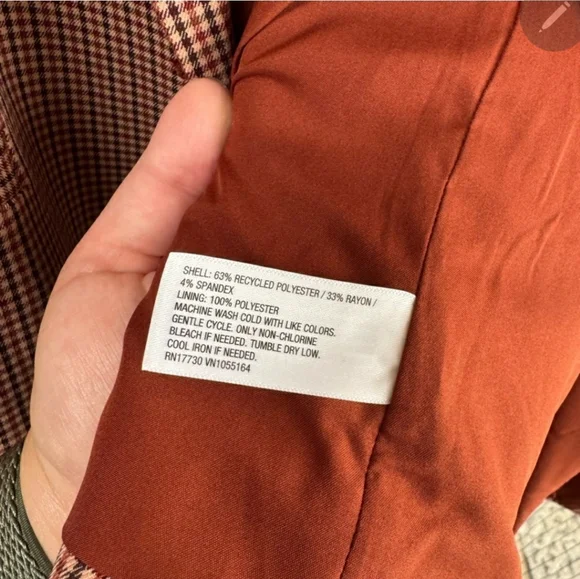 SHELL: 63% RECYCLED POLYESTER / 33% RAYON /
4% SPANDEX
LINING: 100% POLYESTER
MACHINE WASH COLD WITH LIKE COLORS.
GENTLE CYCLE. ONLY NON-CHLORINE
BLEACH IF NEEDED. TUMBLE DRY LOW.
COOL IRON IF NEEDED.
RN17730 VN1055164